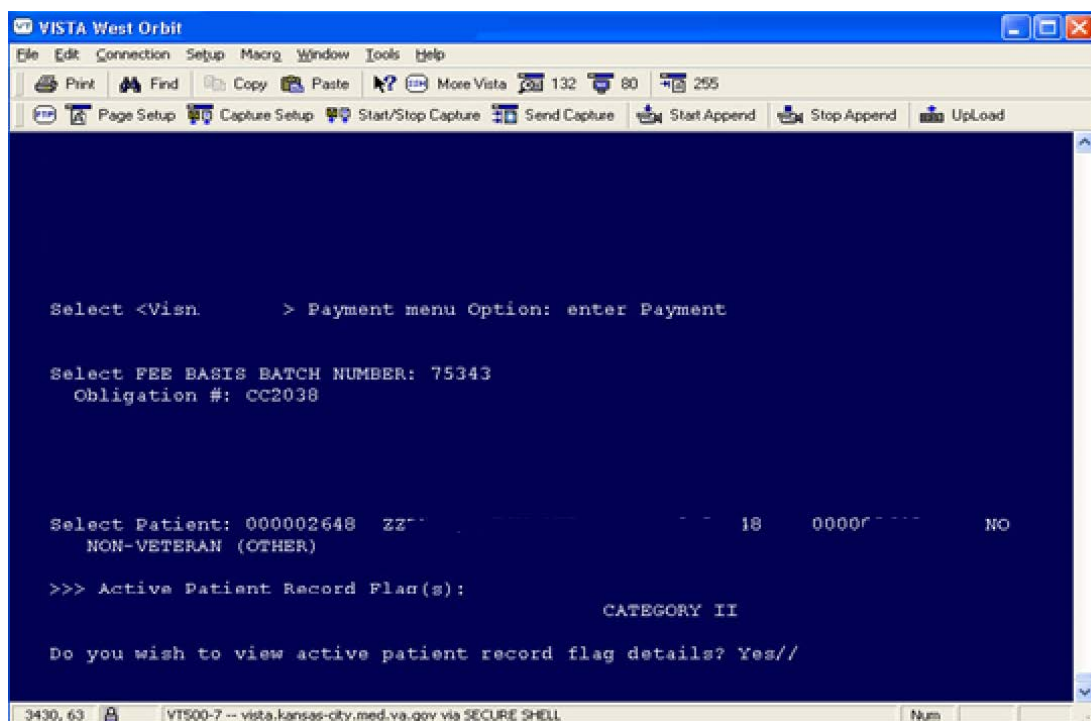 VISTA West Orbit
File Edit Connection Setup Macro Window Tools Help
Print Find Copy Paste More Vista 132 80 255
FTP Page Setup Capture Setup Start/Stop Capture Send Capture Start Append Stop Append UpLoad
Select <Visn > Payment menu Option: enter Payment
Select FEE BASIS BATCH NUMBER: 75343
Obligation #: CC2038
Select Patient: 000002648 18 NO
NON-VETERAN (OTHER)
>>> Active Patient Record Flag(s):
CATEGORY II
Do you wish to view active patient record flag details? Yes//
3430, 63 VT500-7 -- vista.kansas-city.med.va.gov via SECURE SHELL Num